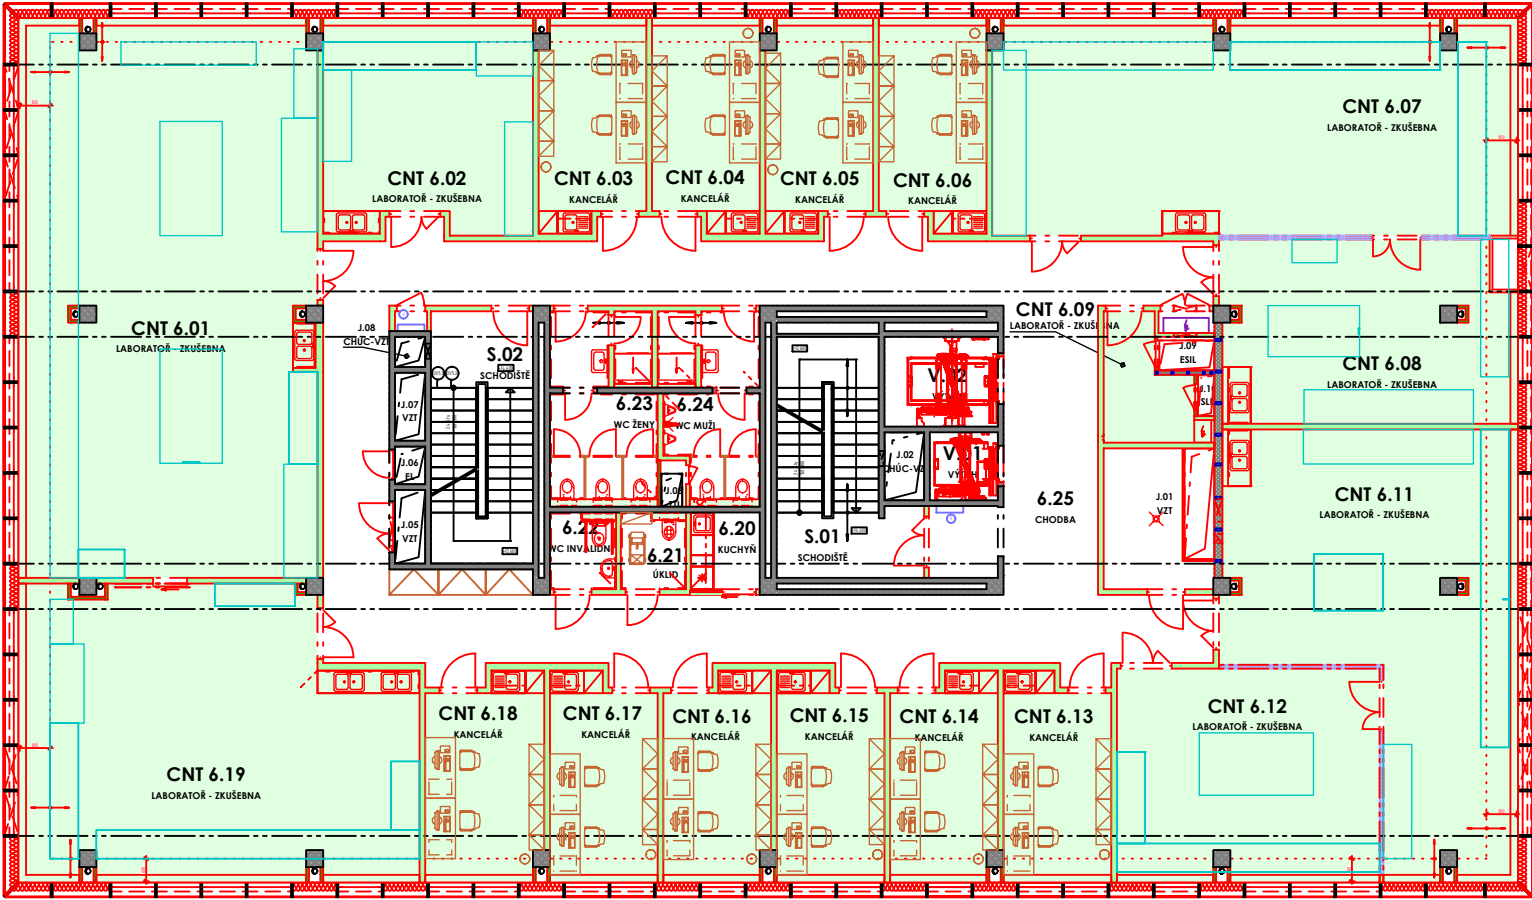 CNT 6.07
LABORATOŘ - ZKUŠEBNA
CNT 6.02
LABORATOŘ - ZKUŠEBNA
CNT 6.03
KANCELÁŘ
CNT 6.04
KANCELÁŘ
CNT 6.05
KANCELÁŘ
CNT 6.06
KANCELÁŘ
CNT 6.01
LABORATOŘ - ZKUŠEBNA
J.08
CHÚC-VZT
S.02
SCHODIŠTĚ
CNT 6.09
LABORATOŘ - ZKUŠEBNA
J.09
ESIL
CNT 6.08
LABORATOŘ - ZKUŠEBNA
J.07
VZT
6.23
WC ŽENY
6.24
WC MUŽI
J.06
J.02
CHÚC-VZ
6.25
CHODBA
J.01
VZT
CNT 6.11
LABORATOŘ - ZKUŠEBNA
J.05
VZT
6.22
WC INVALIDN
6.21
ÚKLID
6.20
KUCHYŇ
S.01
SCHODIŠTĚ
CNT 6.18
KANCELÁŘ
CNT 6.17
KANCELÁŘ
CNT 6.16
KANCELÁŘ
CNT 6.15
KANCELÁŘ
CNT 6.14
KANCELÁŘ
CNT 6.13
KANCELÁŘ
CNT 6.12
LABORATOŘ - ZKUŠEBNA
CNT 6.19
LABORATOŘ - ZKUŠEBNA